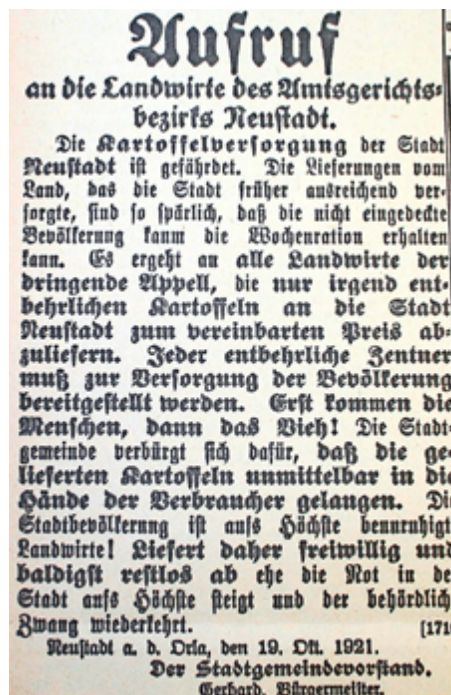 Aufruf
an die Landwirte des Amtsgerichts-
bezirks Neustadt.
Die Kartoffelversorgung der Stadt
Neustadt ist gefährdet. Die Lieferungen vom
Land, das die Stadt früher ausreichend ver-
sorgte, sind so spärlich, daß die nicht eingedeckte
Bevölkerung kaum die Wochenration erhalten
kann. Es ergeht an alle Landwirte der
dringende Appell, die nur irgend ent-
behrlichen Kartoffeln an die Stadt
Neustadt zum vereinbarten Preis ab-
zuliefern. Jeder entbehrliche Zentner
muß zur Versorgung der Bevölkerung
bereitgestellt werden. Erst kommen die
Menschen, dann das Vieh! Die Stadt-
gemeinde verbürgt sich dafür, daß die ge-
lieferten Kartoffeln unmittelbar in die
Hände der Verbraucher gelangen. Die
Stadtbevölkerung ist aufs Höchste beunruhigt
Landwirte! Liefert daher freiwillig und
baldigst restlos ab ehe die Not in de
Stadt aufs Höchste steigt und der behördlich
Zwang wiederkehrt. [171
Neustadt a. d. Orla, den 19. Okt. 1921.
Der Stadtgemeindevorstand.
Gerhard, Bürgermeister.